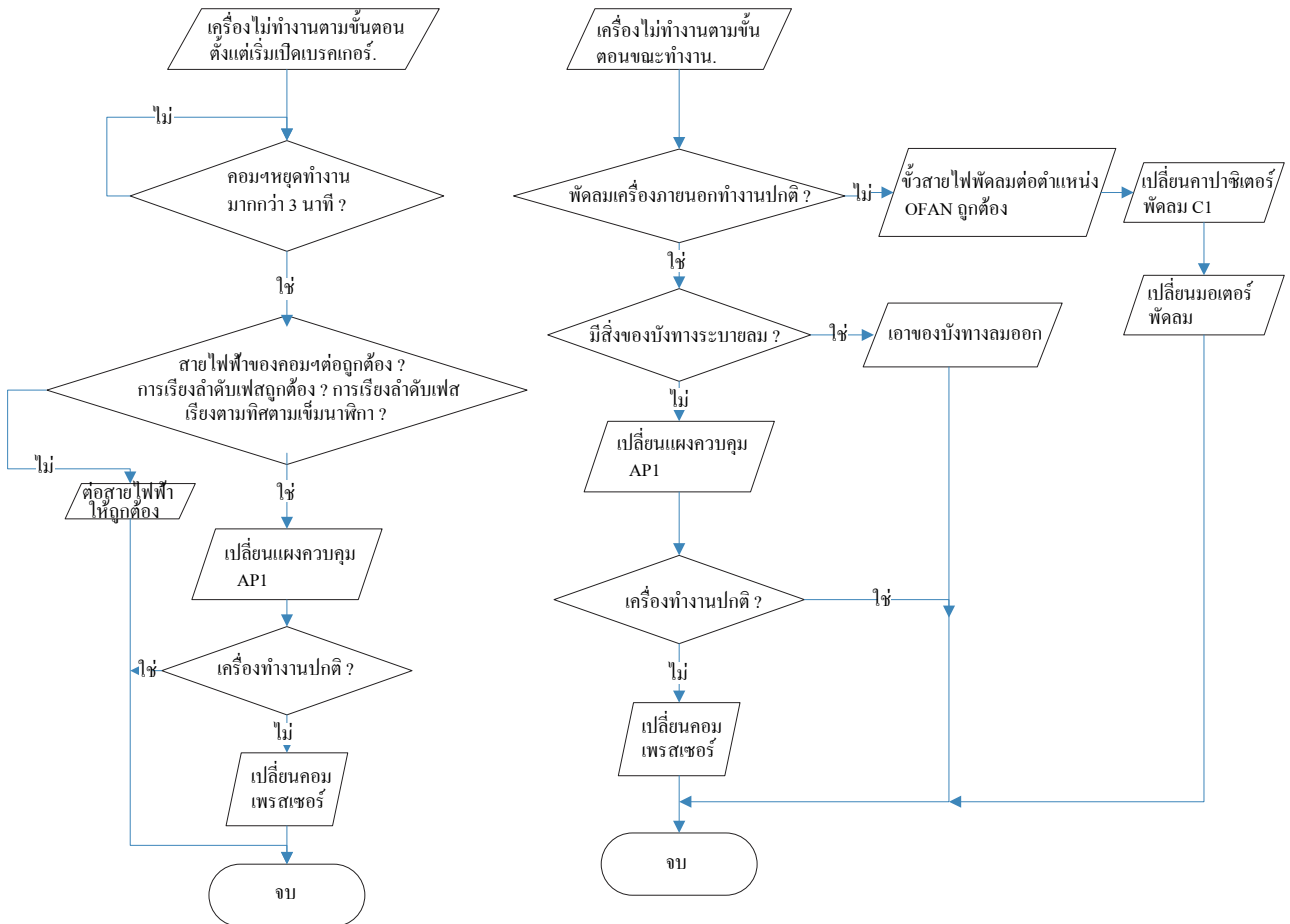 เครื่องไม่ทำงานตามขั้นตอน
ตั้งแต่เริ่มเปิดเบรคเกอร์.
ไม่
คอมฯหยุดทำงาน
มากกว่า 3 นาที ?
ใช่
สายไฟฟ้าของคอมฯต่อถูกต้อง ?
การเรียงลำดับเฟสถูกต้อง ? การเรียงลำดับเฟส
เรียงตามทิศตามเข็มนาฬิกา ?
ไม่
ต่อสายไฟฟ้า
ให้ถูกต้อง
ใช่
เปลี่ยนแผงควบคุม
AP1
เครื่องทำงานปกติ ?
ใช่
ไม่
เปลี่ยนคอม
เพรสเซอร์
จบ
เครื่องไม่ทำงานตามขั้น
ตอนขณะทำงาน.
พัดลมเครื่องภายนอกทำงานปกติ ?
ไม่
ขั้วสายไฟพัดลมต่อตำแหน่ง
OFAN ถูกต้อง
เปลี่ยนคาปาซิเตอร์
พัดลม C1
เปลี่ยนมอเตอร์
พัดลม
ใช่
มีสิ่งของบังทางระบายลม ?
ใช่
เอาของบังทางลมออก
ไม่
เปลี่ยนแผงควบคุม
AP1
เครื่องทำงานปกติ ?
ใช่
ไม่
เปลี่ยนคอม
เพรสเซอร์
จบ